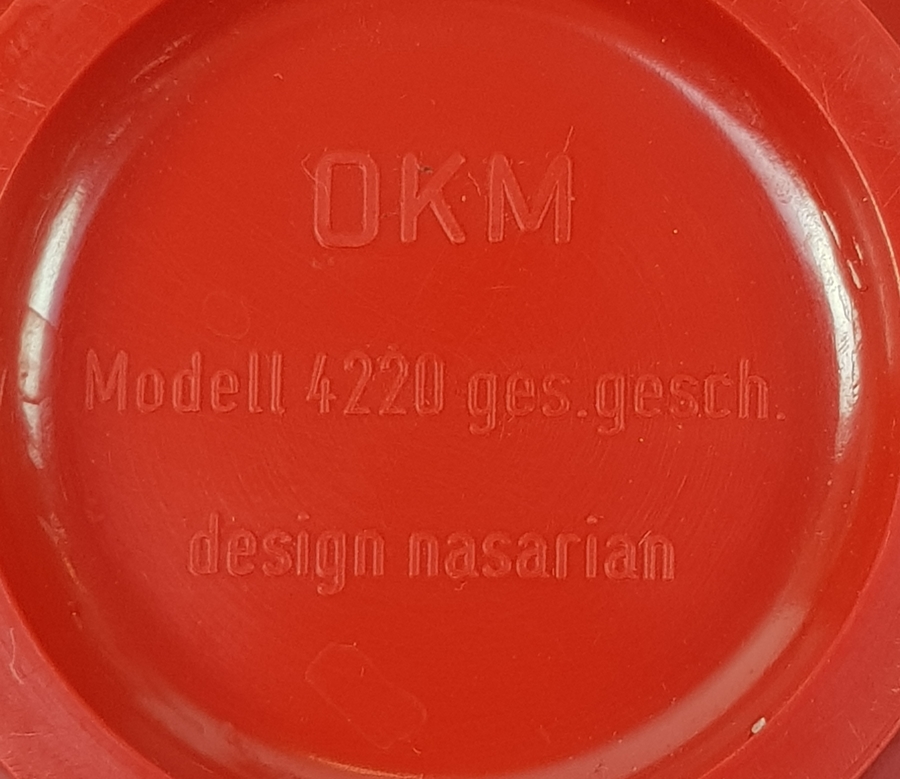 OKM
Modell 4220 ges.gesch.
design nasarian